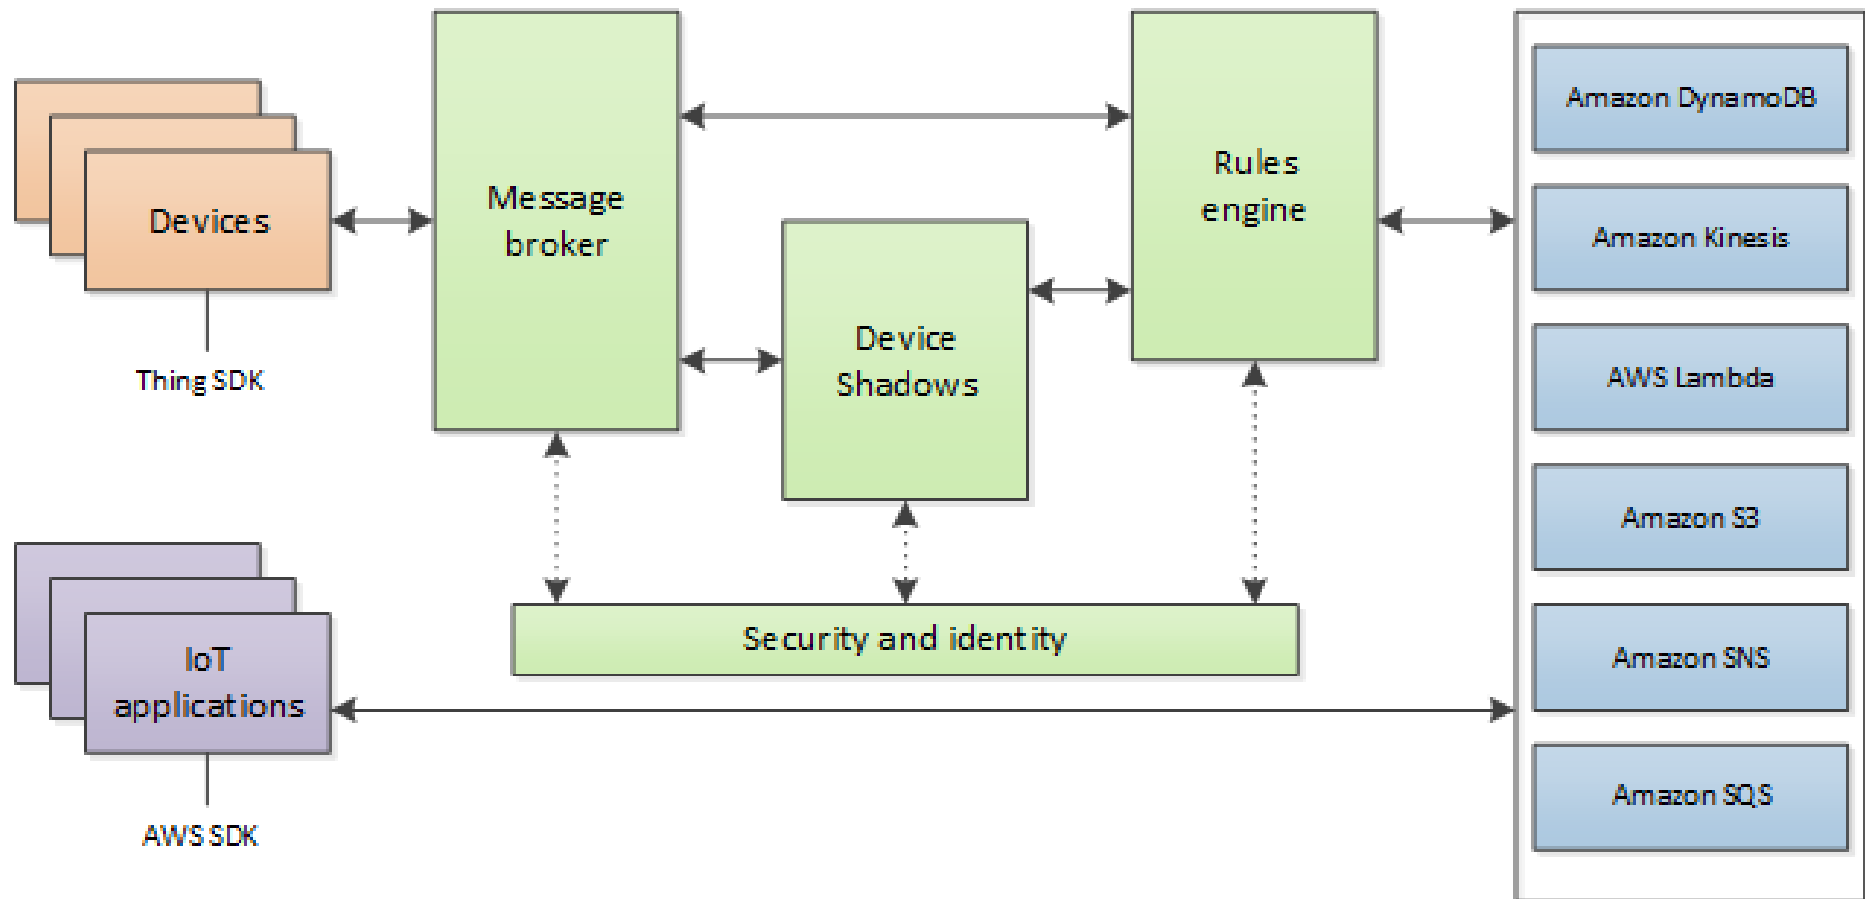 Devices
Thing SDK
Message
broker
Device
Shadows
Rules
engine
Security and identity
IoT
applications
AWS SDK
Amazon DynamoDB
Amazon Kinesis
AWS Lambda
Amazon S3
Amazon SNS
Amazon SQS